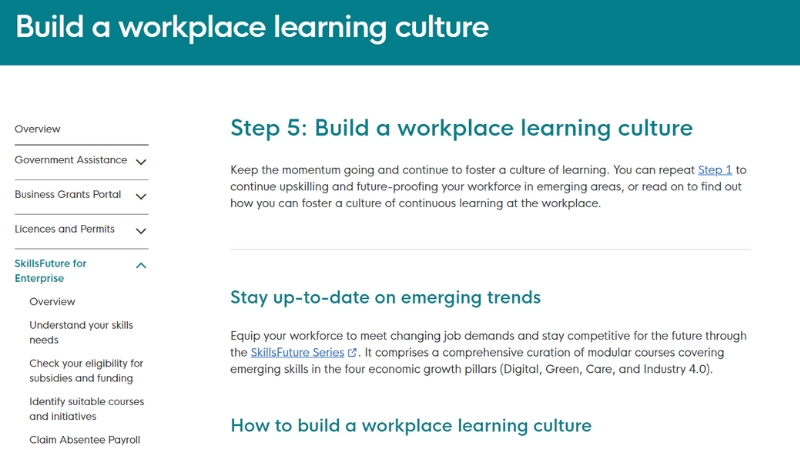 Build a workplace learning culture
Overview
Government Assistance
Business Grants Portal
Licences and Permits
SkillsFuture for
Enterprise
Overview
Understand your skills
needs
Check your eligibility for
subsidies and funding
Identify suitable courses
and initiatives
Claim Absentee Payroll
Step 5: Build a workplace learning culture
Keep the momentum going and continue to foster a culture of learning. You can repeat Step 1 to
continue upskilling and future-proofing your workforce in emerging areas, or read on to find out
how you can foster a culture of continuous learning at the workplace.
Stay up-to-date on emerging trends
Equip your workforce to meet changing job demands and stay competitive for the future through
the SkillsFuture Series. It comprises a comprehensive curation of modular courses covering
emerging skills in the four economic growth pillars (Digital, Green, Care, and Industry 4.0).
How to build a workplace learning culture